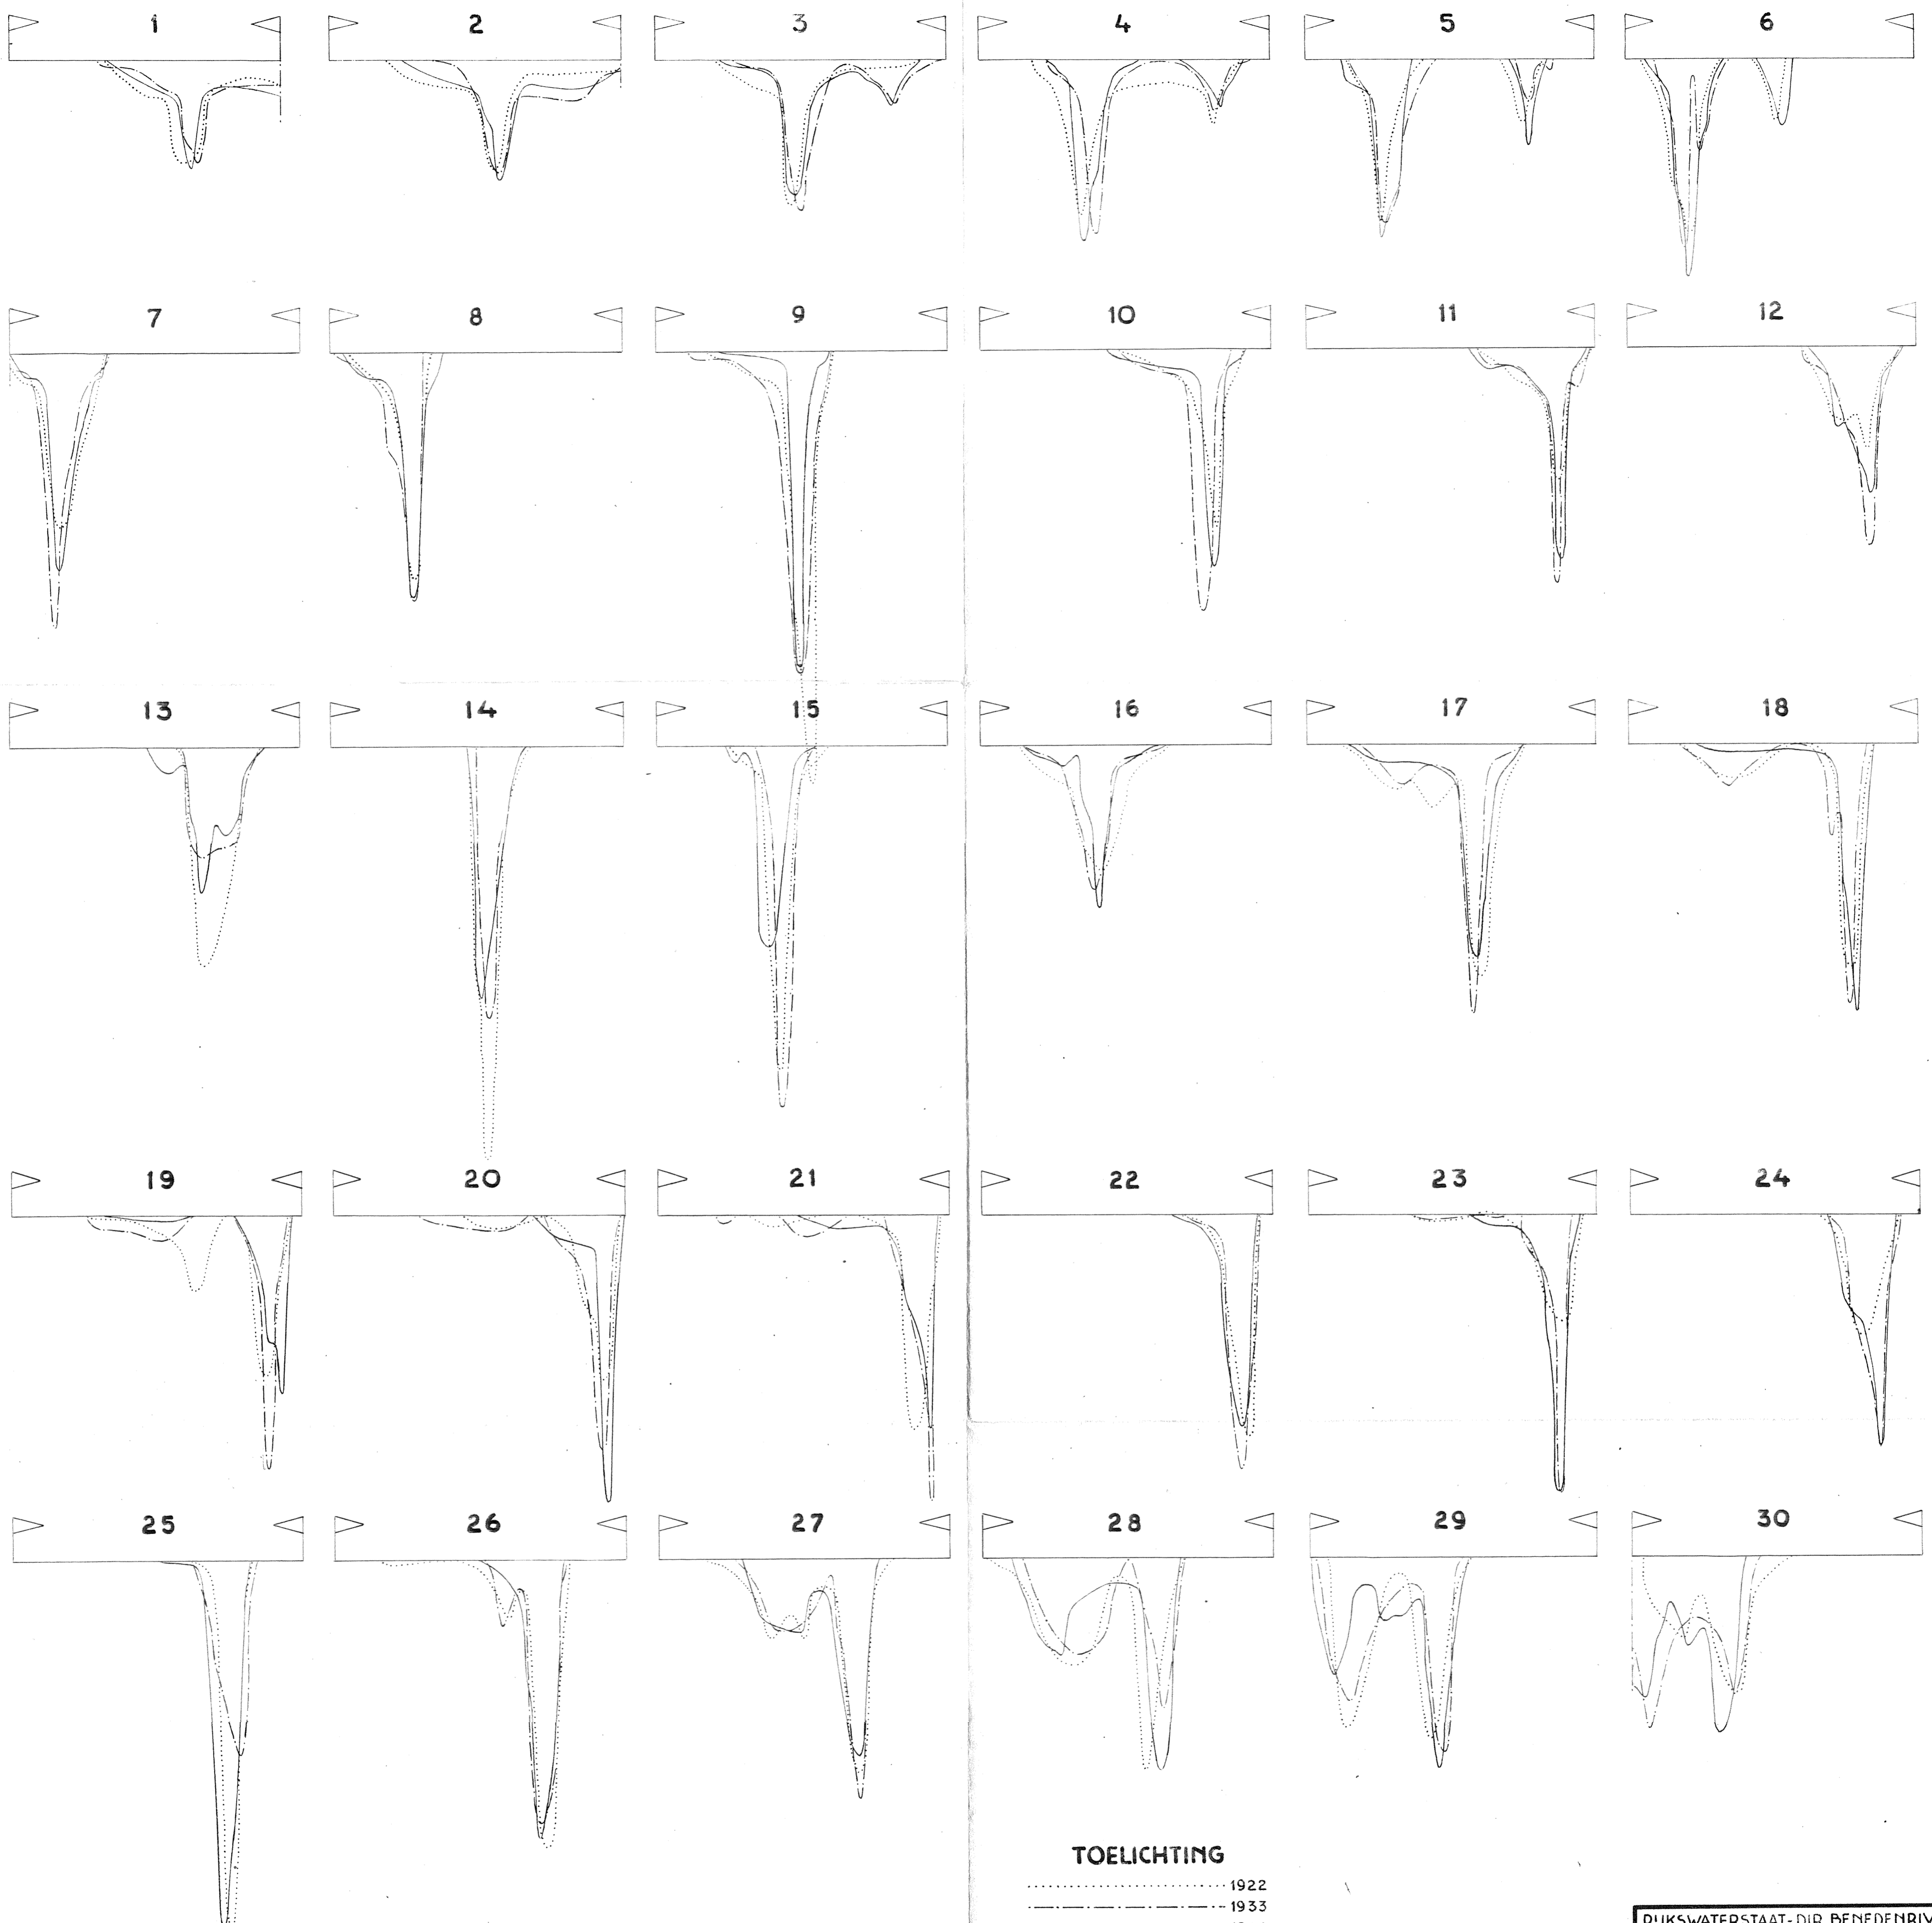 1 2 3 4 5 6
7 8 9 10 11 12
13 14 15 16 17 18
19 20 21 22 23 24
25 26 27 28 29 30
TOELICHTING
1922
1933
RIJKSWATERSTAAT-DIR. BENEDENRIV